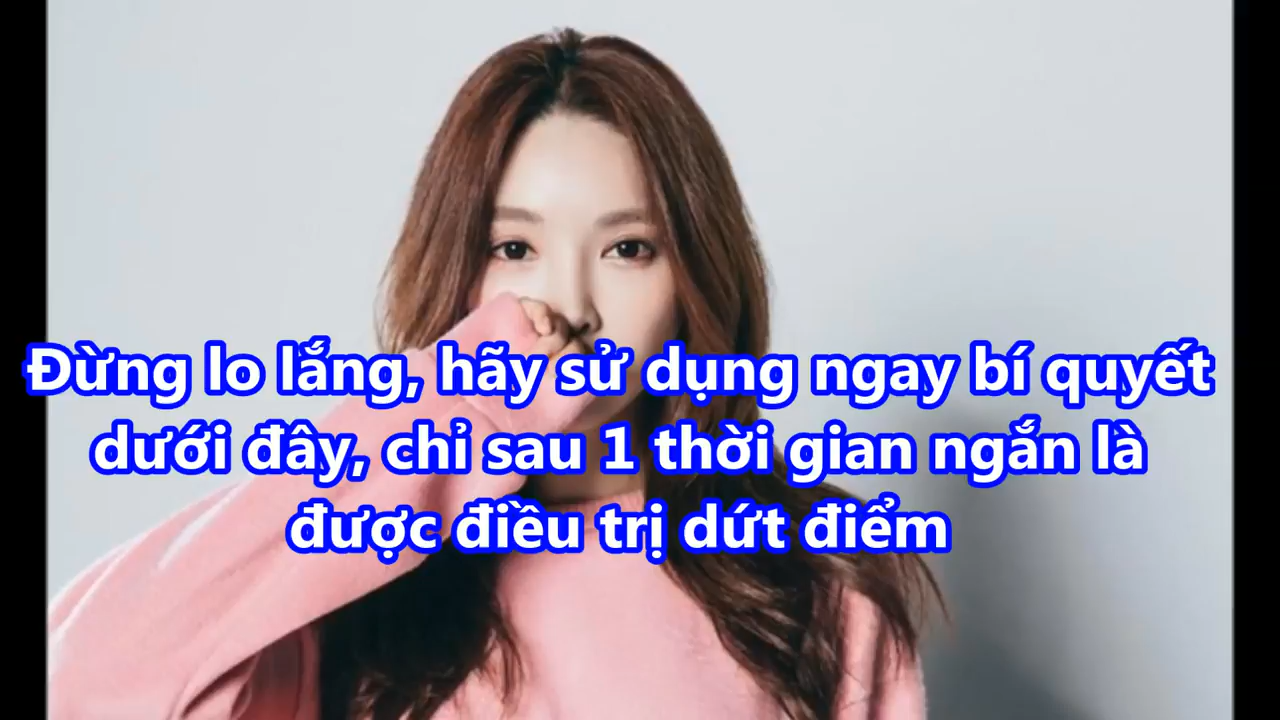 Đừng lo lắng, hãy sử dụng ngay bí quyết
dưới đây, chỉ sau 1 thời gian ngắn là
được điều trị dứt điểm